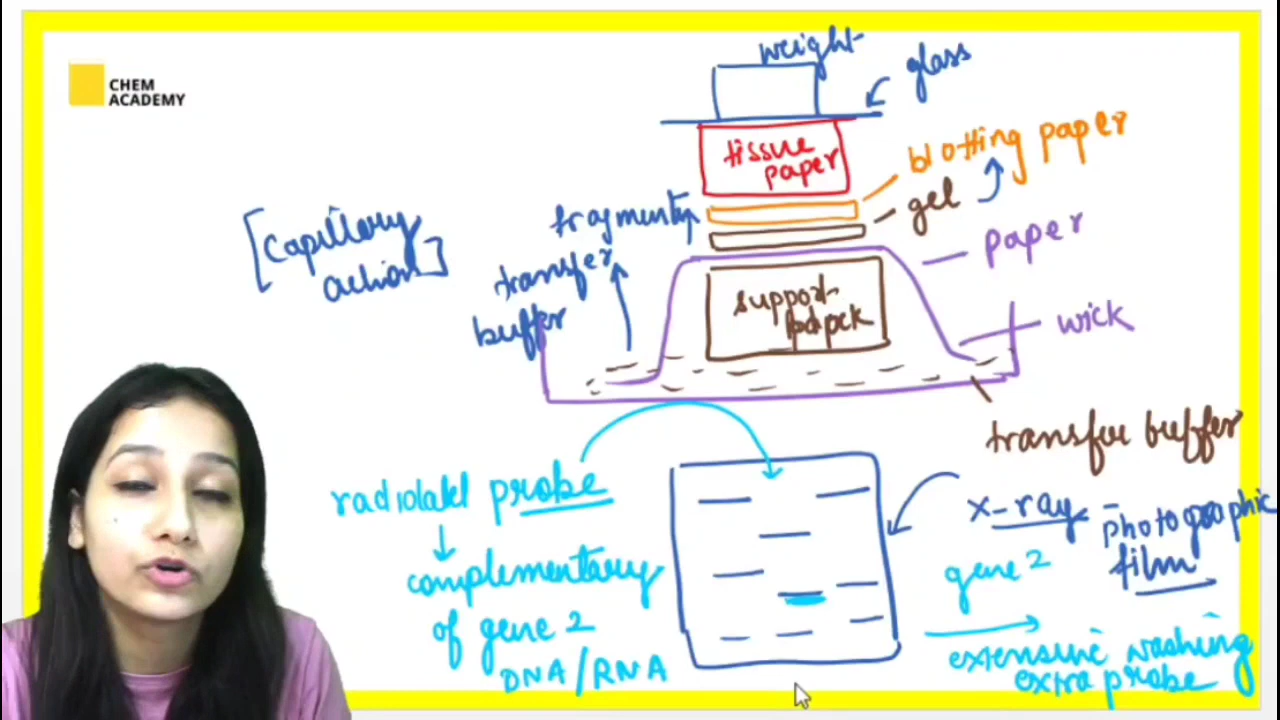 CHEM
ACADEMY
weight
glass
tissue
paper
blotting paper
gel
paper
wick
[capillary
action]
transfer
buffer
support
transfer buffer
radiolabel probe
complementary
of gene 2
DNA/RNA
x-ray photographic
film
gene 2
extensive washing
extra probe